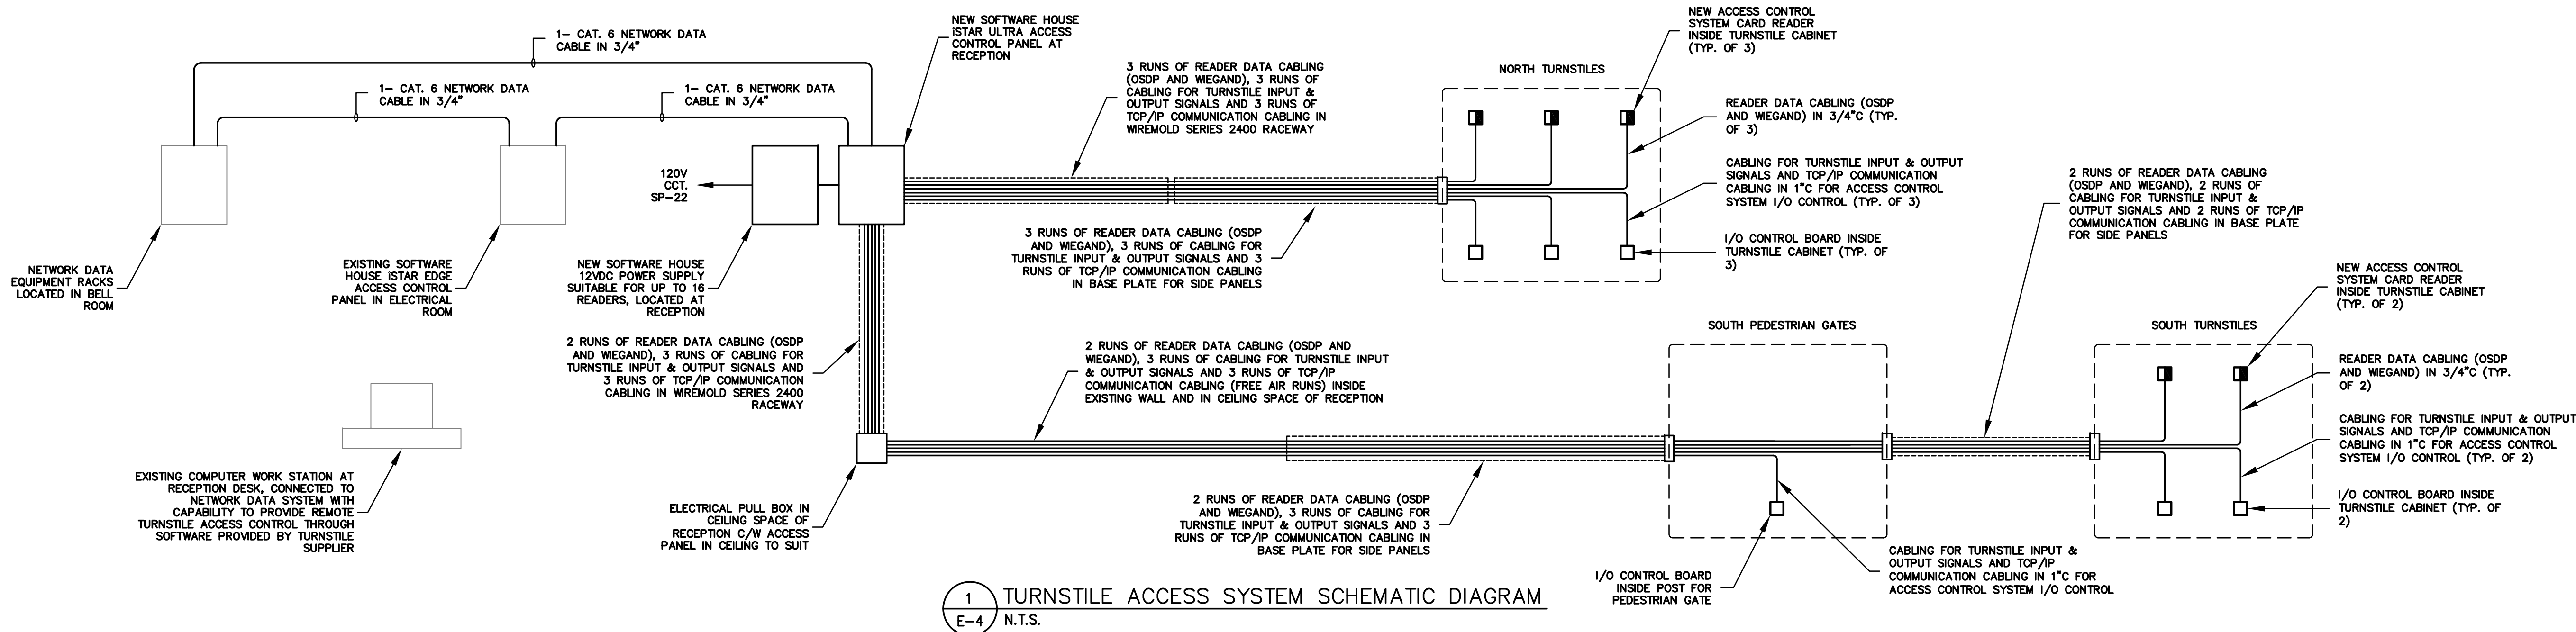 1- CAT. 6 NETWORK DATA
CABLE IN 3/4"
1- CAT. 6 NETWORK DATA
CABLE IN 3/4"
1- CAT. 6 NETWORK DATA
CABLE IN 3/4"
NEW SOFTWARE HOUSE
ISTAR ULTRA ACCESS
CONTROL PANEL AT
RECEPTION
3 RUNS OF READER DATA CABLING
(OSDP AND WIEGAND), 3 RUNS OF
CABLING FOR TURNSTILE INPUT &
OUTPUT SIGNALS AND 3 RUNS OF
TCP/IP COMMUNICATION CABLING IN
WIREMOLD SERIES 2400 RACEWAY
NORTH TURNSTILES
NEW ACCESS CONTROL
SYSTEM CARD READER
INSIDE TURNSTILE CABINET
(TYP. OF 3)
READER DATA CABLING (OSDP
AND WIEGAND) IN 3/4"C (TYP.
OF 3)
CABLING FOR TURNSTILE INPUT & OUTPUT
SIGNALS AND TCP/IP COMMUNICATION
CABLING IN 1"C FOR ACCESS CONTROL
SYSTEM I/O CONTROL (TYP. OF 3)
I/O CONTROL BOARD INSIDE
TURNSTILE CABINET (TYP. OF
3)
120V
CCT.
SP-22
NETWORK DATA
EQUIPMENT RACKS
LOCATED IN BELL
ROOM
EXISTING SOFTWARE
HOUSE ISTAR EDGE
ACCESS CONTROL
PANEL IN ELECTRICAL
ROOM
NEW SOFTWARE HOUSE
12VDC POWER SUPPLY
SUITABLE FOR UP TO 16
READERS, LOCATED AT
RECEPTION
3 RUNS OF READER DATA CABLING (OSDP
AND WIEGAND), 3 RUNS OF CABLING FOR
TURNSTILE INPUT & OUTPUT SIGNALS AND 3
RUNS OF TCP/IP COMMUNICATION CABLING
IN BASE PLATE FOR SIDE PANELS
2 RUNS OF READER DATA CABLING
(OSDP AND WIEGAND), 2 RUNS OF
CABLING FOR TURNSTILE INPUT &
OUTPUT SIGNALS AND 2 RUNS OF TCP/IP
COMMUNICATION CABLING IN BASE PLATE
FOR SIDE PANELS
2 RUNS OF READER DATA CABLING (OSDP
AND WIEGAND), 3 RUNS OF CABLING FOR
TURNSTILE INPUT & OUTPUT SIGNALS AND
3 RUNS OF TCP/IP COMMUNICATION
CABLING IN WIREMOLD SERIES 2400
RACEWAY
2 RUNS OF READER DATA CABLING (OSDP AND
WIEGAND), 3 RUNS OF CABLING FOR TURNSTILE INPUT
& OUTPUT SIGNALS AND 3 RUNS OF TCP/IP
COMMUNICATION CABLING (FREE AIR RUNS) INSIDE
EXISTING WALL AND IN CEILING SPACE OF RECEPTION
SOUTH PEDESTRIAN GATES
SOUTH TURNSTILES
NEW ACCESS CONTROL
SYSTEM CARD READER
INSIDE TURNSTILE CABINET
(TYP. OF 2)
READER DATA CABLING (OSDP
AND WIEGAND) IN 3/4"C (TYP.
OF 2)
CABLING FOR TURNSTILE INPUT & OUTPUT
SIGNALS AND TCP/IP COMMUNICATION
CABLING IN 1"C FOR ACCESS CONTROL
SYSTEM I/O CONTROL (TYP. OF 2)
I/O CONTROL BOARD INSIDE
TURNSTILE CABINET (TYP. OF
2)
EXISTING COMPUTER WORK STATION AT
RECEPTION DESK, CONNECTED TO
NETWORK DATA SYSTEM WITH
CAPABILITY TO PROVIDE REMOTE
TURNSTILE ACCESS CONTROL THROUGH
SOFTWARE PROVIDED BY TURNSTILE
SUPPLIER
ELECTRICAL PULL BOX IN
CEILING SPACE OF
RECEPTION C/W ACCESS
PANEL IN CEILING TO SUIT
2 RUNS OF READER DATA CABLING (OSDP
AND WIEGAND), 3 RUNS OF CABLING FOR
TURNSTILE INPUT & OUTPUT SIGNALS AND 3
RUNS OF TCP/IP COMMUNICATION CABLING IN
BASE PLATE FOR SIDE PANELS
I/O CONTROL BOARD
INSIDE POST FOR
PEDESTRIAN GATE
CABLING FOR TURNSTILE INPUT &
OUTPUT SIGNALS AND TCP/IP
COMMUNICATION CABLING IN 1"C FOR
ACCESS CONTROL SYSTEM I/O CONTROL
1
E-4
TURNSTILE ACCESS SYSTEM SCHEMATIC DIAGRAM
N.T.S.